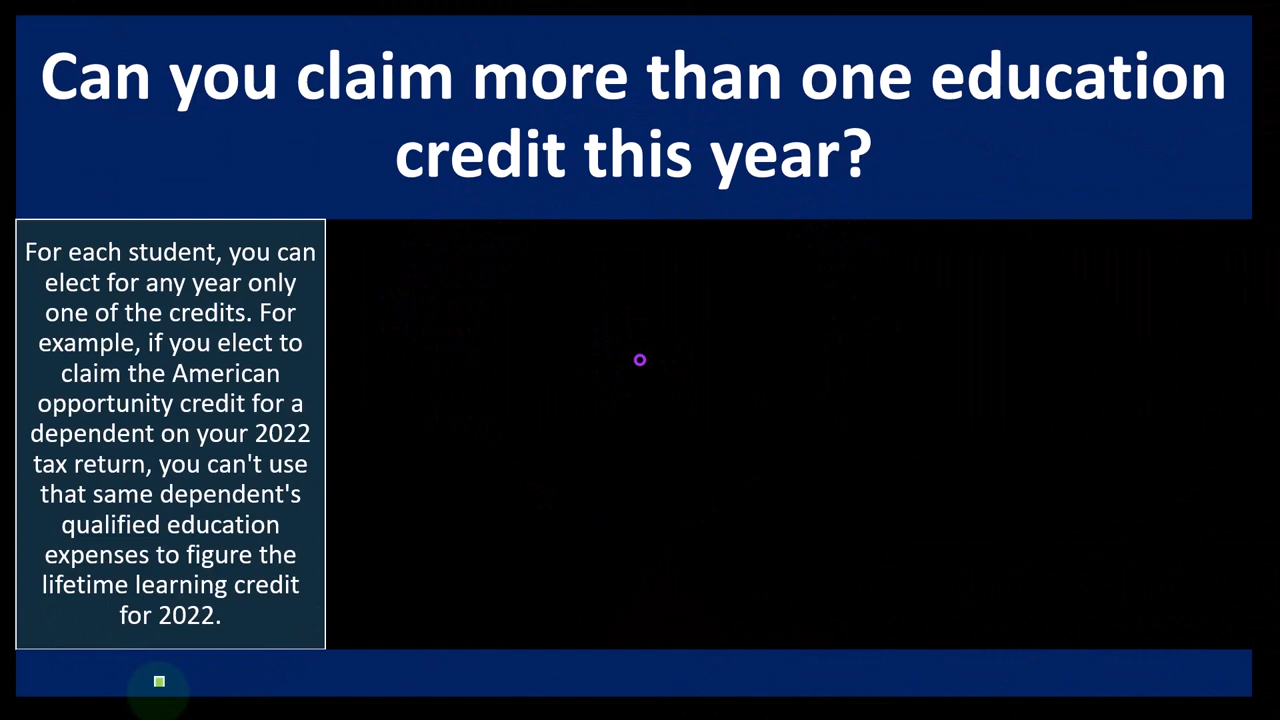 Can you claim more than one education
credit this year?
For each student, you can
elect for any year only
one of the credits. For
example, if you elect to
claim the American
opportunity credit for a
dependent on your 2022
tax return, you can't use
that same dependent's
qualified education
expenses to figure the
lifetime learning credit
for 2022.